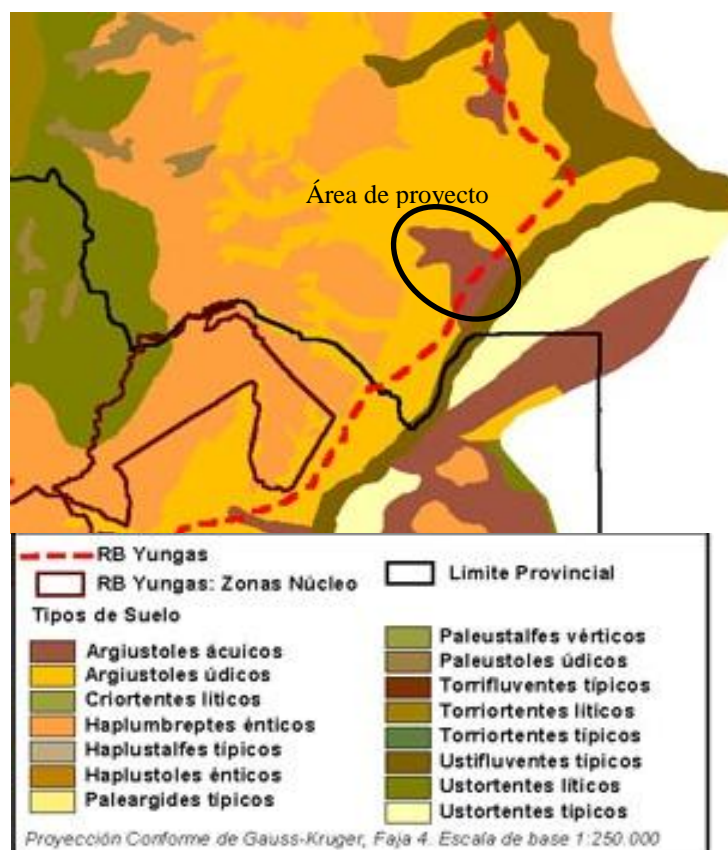 Área de proyecto
RB Yungas
RB Yungas: Zonas Núcleo
Limite Provincial
Tipos de Suelo
Argiustoles ácuicos
Argiustoles údicos
Criortentes líticos
Haplumbreptes énticos
Haplustalfes típicos
Haplustoles énticos
Paleargides típicos
Paleustalfes vérticos
Paleustoles údicos
Torrifluventes típicos
Torriortentes líticos
Torriortentes típicos
Ustifluventes típicos
Ustortentes líticos
Ustortentes típicos
Proyección Conforme de Gauss-Kruger, Faja 4. Escala de base 1:250.000